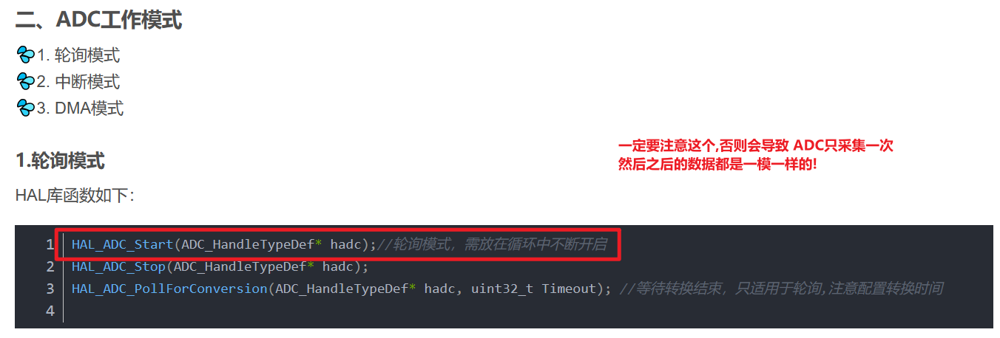 二、ADC工作模式
1. 轮询模式
2. 中断模式
3. DMA模式
一定要注意这个,否则会导致 ADC只采集一次
然后之后的数据都是一模一样的!
1.轮询模式
HAL库函数如下：
1 HAL_ADC_Start(ADC_HandleTypeDef* hadc);//轮询模式，需放在循环中不断开启
2 HAL_ADC_Stop(ADC_HandleTypeDef* hadc);
3 HAL_ADC_PollForConversion(ADC_HandleTypeDef* hadc, uint32_t Timeout); //等待转换结束，只适用于轮询,注意配置转换时间
4